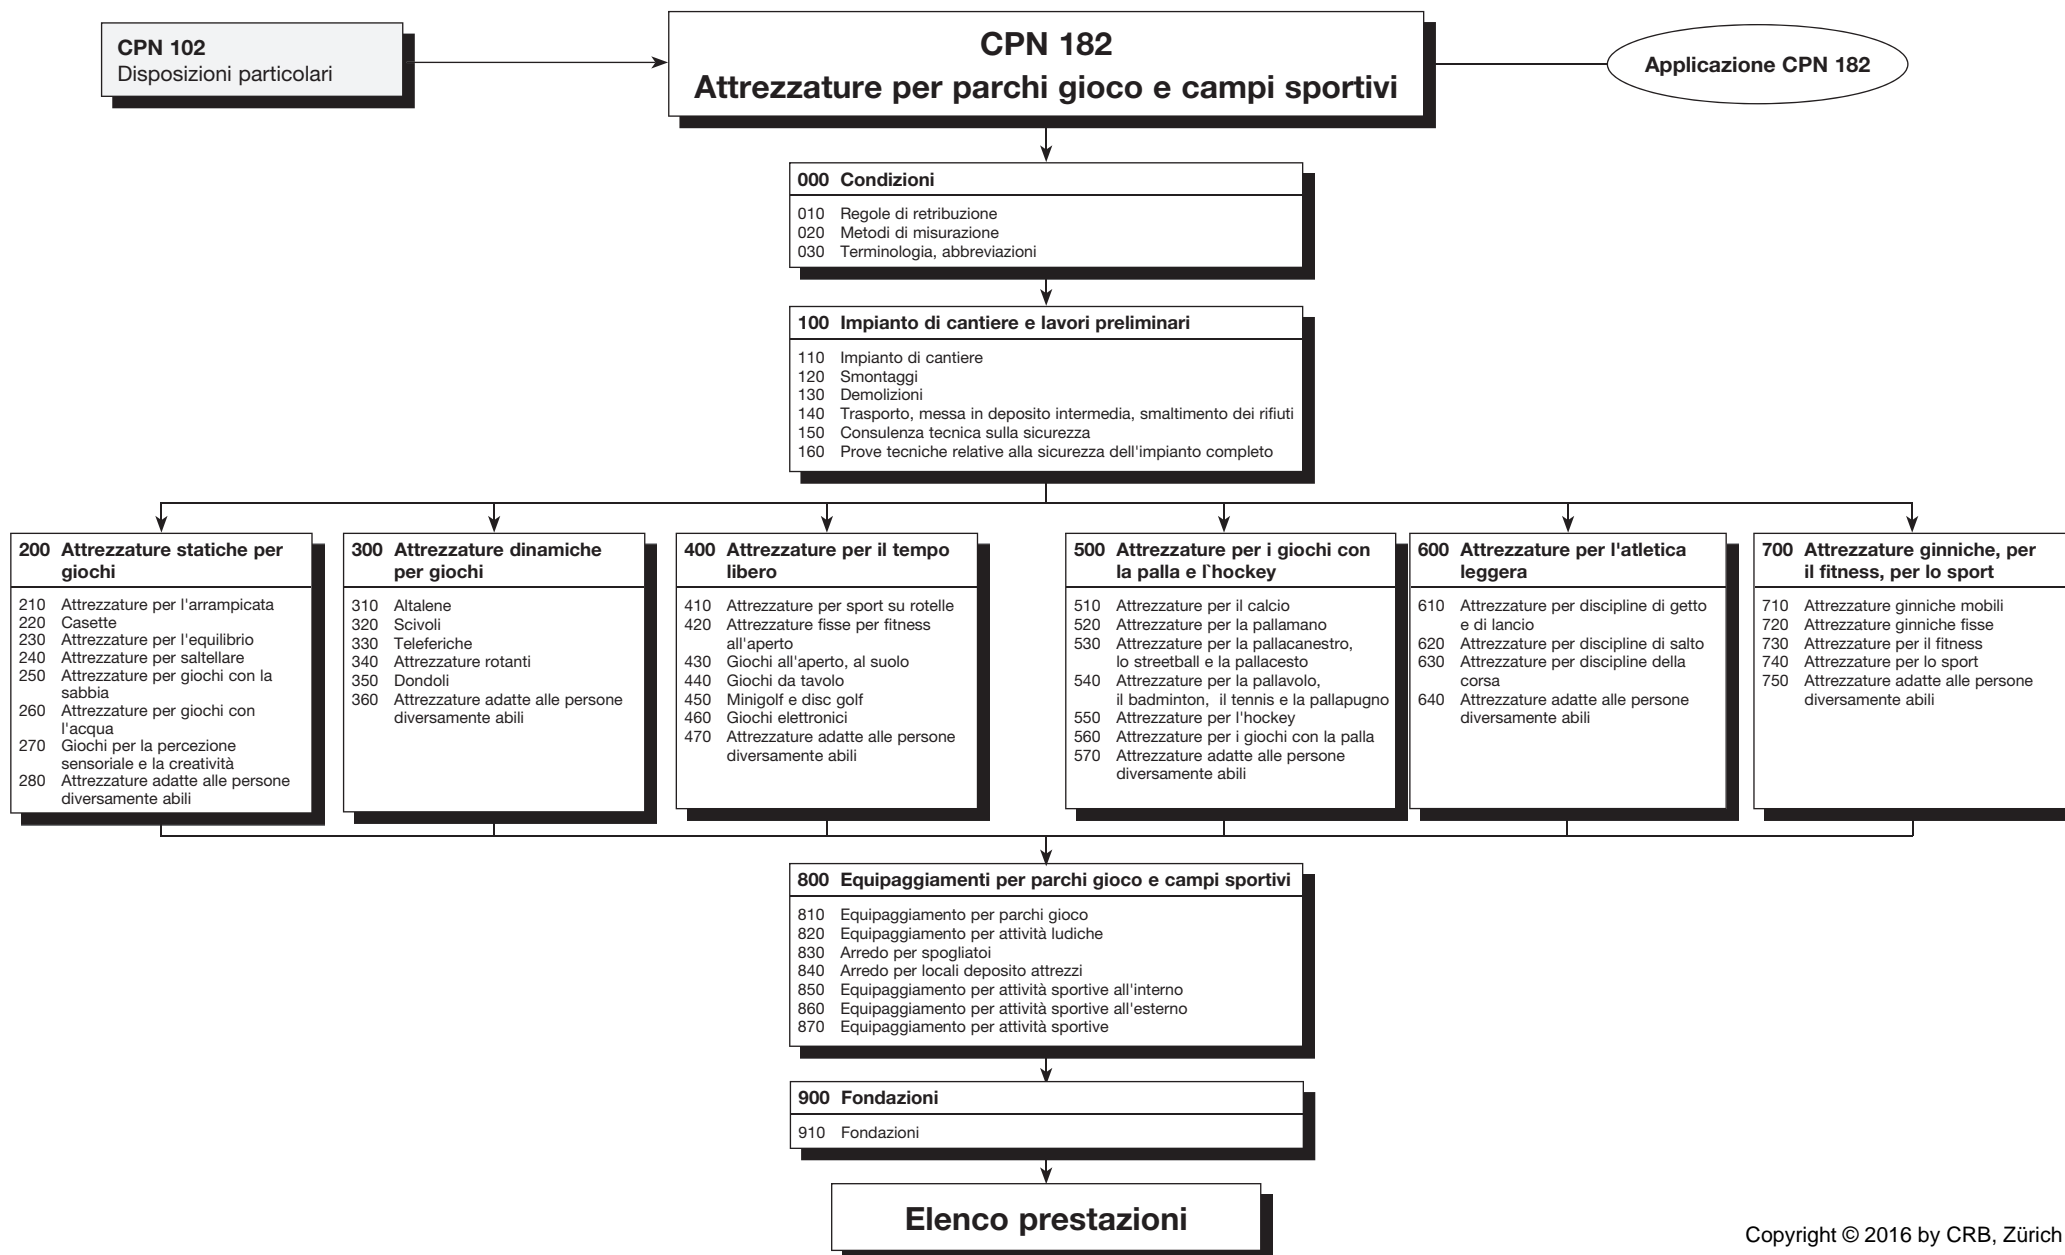 CPN 102
Disposizioni particolari
CPN 182
Attrezzature per parchi gioco e campi sportivi
Applicazione CPN 182
000 Condizioni
010 Regole di retribuzione
020 Metodi di misurazione
030 Terminologia, abbreviazioni
100 Impianto di cantiere e lavori preliminari
110 Impianto di cantiere
120 Smontaggi
130 Demolizioni
140 Trasporto, messa in deposito intermedia, smaltimento dei rifiuti
150 Consulenza tecnica sulla sicurezza
160 Prove tecniche relative alla sicurezza dell'impianto completo
200 Attrezzature statiche per
giochi
210 Attrezzature per l'arrampicata
220 Casette
230 Attrezzature per l'equilibrio
240 Attrezzature per saltellare
250 Attrezzature per giochi con la
sabbia
260 Attrezzature per giochi con
l'acqua
270 Giochi per la percezione
sensoriale e la creatività
280 Attrezzature adatte alle persone
diversamente abili
300 Attrezzature dinamiche
per giochi
310 Altalene
320 Scivoli
330 Teleferiche
340 Attrezzature rotanti
350 Dondoli
360 Attrezzature adatte alle persone
diversamente abili
400 Attrezzature per il tempo
libero
410 Attrezzature per sport su rotelle
420 Attrezzature fisse per fitness
all'aperto
430 Giochi all'aperto, al suolo
440 Giochi da tavolo
450 Minigolf e disc golf
460 Giochi elettronici
470 Attrezzature adatte alle persone
diversamente abili
500 Attrezzature per i giochi con
la palla e l`hockey
510 Attrezzature per il calcio
520 Attrezzature per la pallamano
530 Attrezzature per la pallacanestro,
lo streetball e la pallacesto
540 Attrezzature per la pallavolo,
il badminton, il tennis e la pallapugno
550 Attrezzature per l'hockey
560 Attrezzature per i giochi con la palla
570 Attrezzature adatte alle persone
diversamente abili
600 Attrezzature per l'atletica
leggera
610 Attrezzature per discipline di getto
e di lancio
620 Attrezzature per discipline di salto
630 Attrezzature per discipline della
corsa
640 Attrezzature adatte alle persone
diversamente abili
700 Attrezzature ginniche, per
il fitness, per lo sport
710 Attrezzature ginniche mobili
720 Attrezzature ginniche fisse
730 Attrezzature per il fitness
740 Attrezzature per lo sport
750 Attrezzature adatte alle persone
diversamente abili
800 Equipaggiamenti per parchi gioco e campi sportivi
810 Equipaggiamento per parchi gioco
820 Equipaggiamento per attività ludiche
830 Arredo per spogliatoi
840 Arredo per locali deposito attrezzi
850 Equipaggiamento per attività sportive all'interno
860 Equipaggiamento per attività sportive all'esterno
870 Equipaggiamento per attività sportive
900 Fondazioni
910 Fondazioni
Elenco prestazioni
Copyright © 2016 by CRB, Zürich